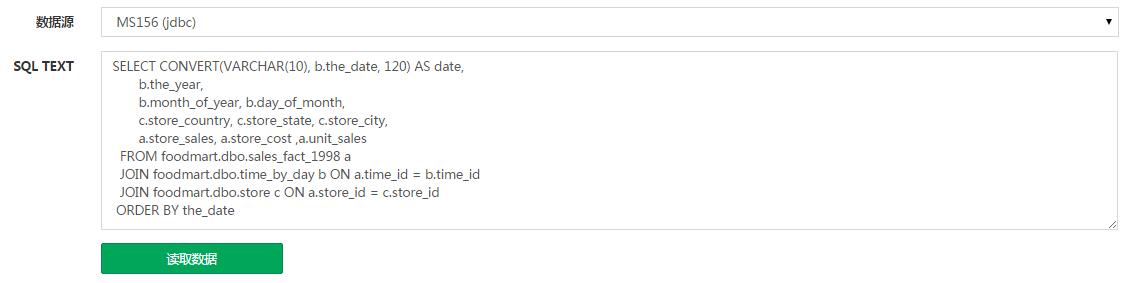 数据源
MS156 (jdbc)
SQL TEXT
SELECT CONVERT(VARCHAR(10), b.the_date, 120) AS date,
b.the_year,
b.month_of_year, b.day_of_month,
c.store_country, c.store_state, c.store_city,
a.store_sales, a.store_cost ,a.unit_sales
FROM foodmart.dbo.sales_fact_1998 a
JOIN foodmart.dbo.time_by_day b ON a.time_id = b.time_id
JOIN foodmart.dbo.store c ON a.store_id = c.store_id
ORDER BY the_date
读取数据